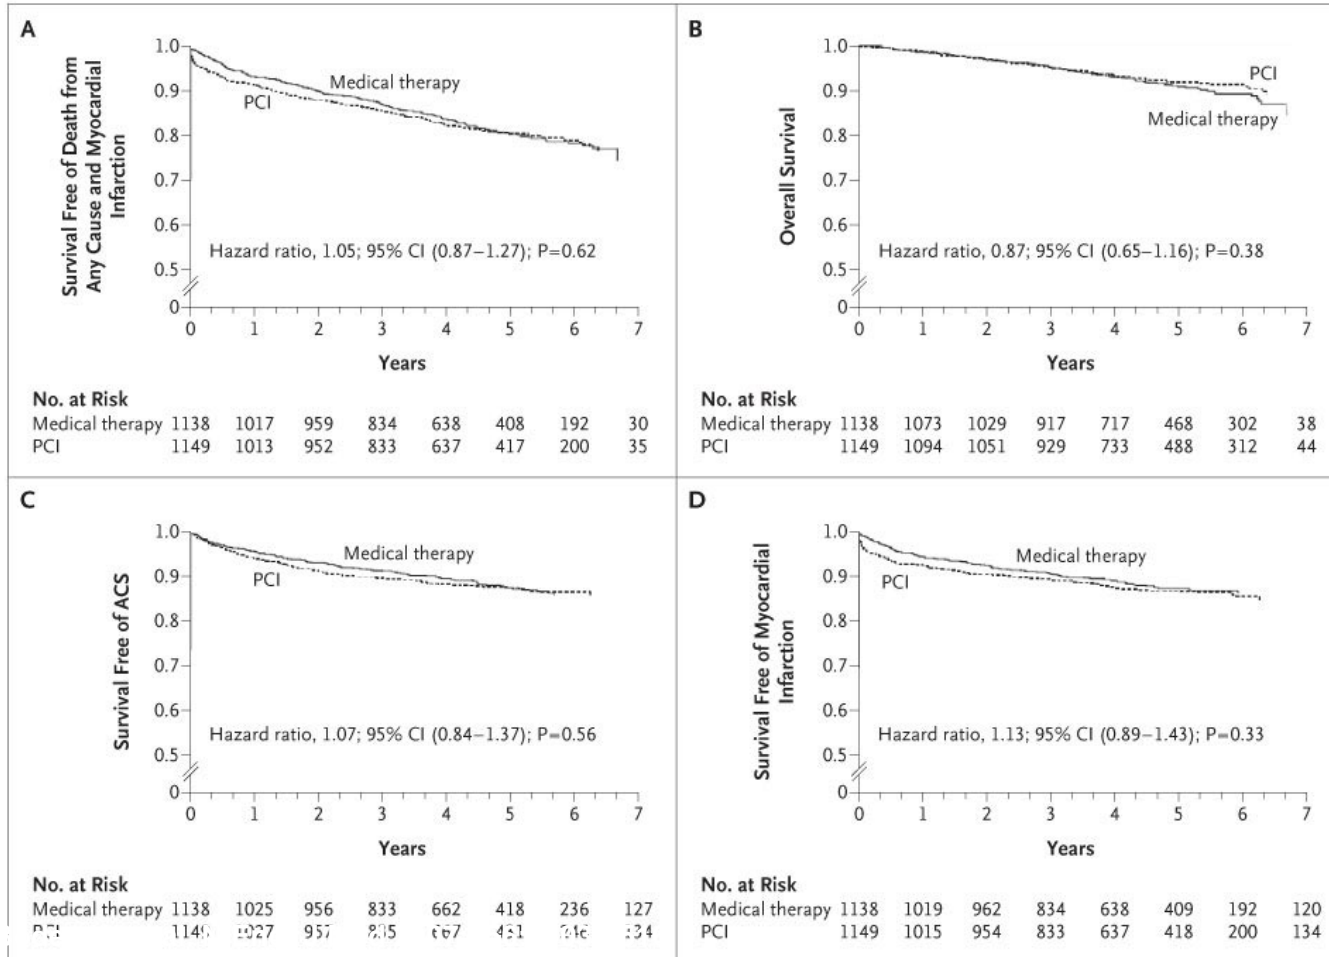 A
Survival Free of Death from
Any Cause and Myocardial
Infarction
1.0
0.9
0.8
0.7
0.6
0.5
0
Medical therapy
PCI
Hazard ratio, 1.05; 95% CI (0.87–1.27); P=0.62
0 1 2 3 4 5 6 7
Years
No. at Risk
Medical therapy 1138 1017 959 834 638 408 192 30
PCI 1149 1013 952 833 637 417 200 35
B
Overall Survival
1.0
0.9
0.8
0.7
0.6
0.5
0
PCI
Medical therapy
Hazard ratio, 0.87; 95% CI (0.65–1.16); P=0.38
0 1 2 3 4 5 6 7
Years
No. at Risk
Medical therapy 1138 1073 1029 917 717 468 302 38
PCI 1149 1094 1051 929 733 488 312 44
C
Survival Free of ACS
1.0
0.9
0.8
0.7
0.6
0.5
0
Medical therapy
PCI
Hazard ratio, 1.07; 95% CI (0.84–1.37); P=0.56
0 1 2 3 4 5 6 7
Years
No. at Risk
Medical therapy 1138 1025 956 833 662 418 236 127
PCI 1149 1027 957 835 667
D
Survival Free of Myocardial
Infarction
1.0
0.9
0.8
0.7
0.6
0.5
0
Medical therapy
PCI
Hazard ratio, 1.13; 95% CI (0.89–1.43); P=0.33
0 1 2 3 4 5 6 7
Years
No. at Risk
Medical therapy 1138 1019 962 834 638 409 192 120
PCI 1149 1015 954 833 637 418 200 134